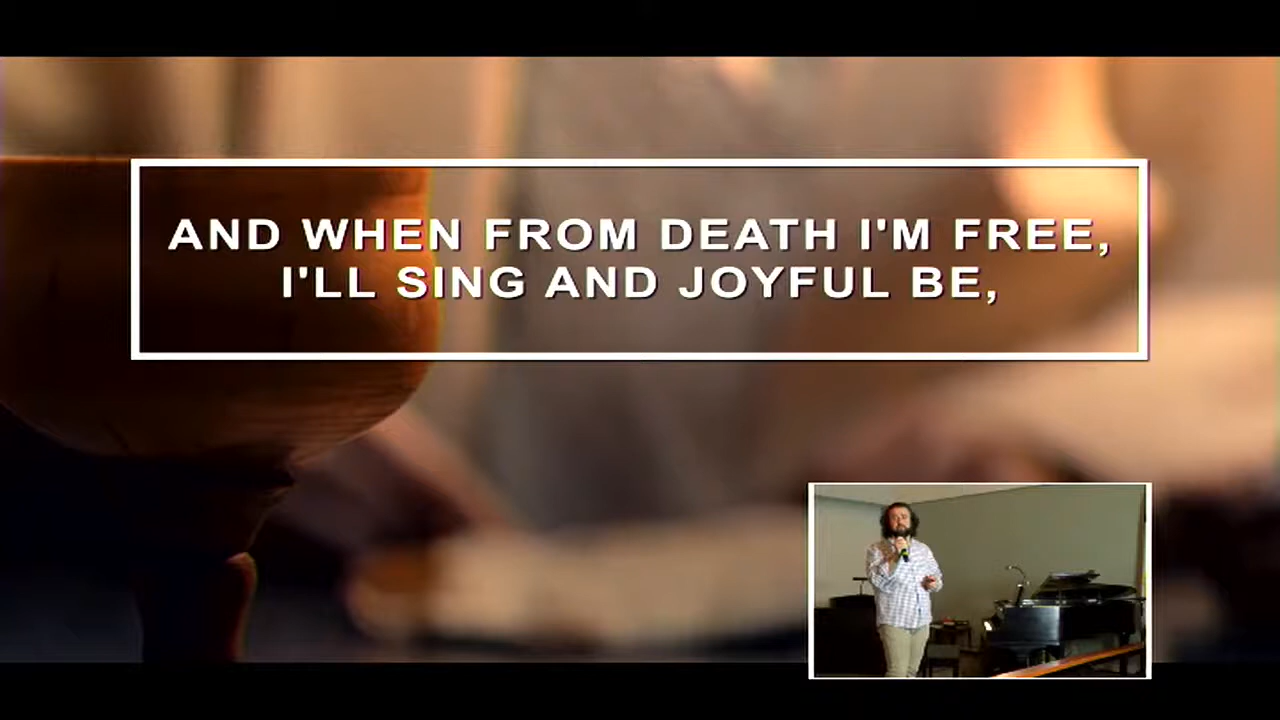 AND WHEN FROM DEATH I'M FREE,
I'LL SING AND JOYFUL BE,